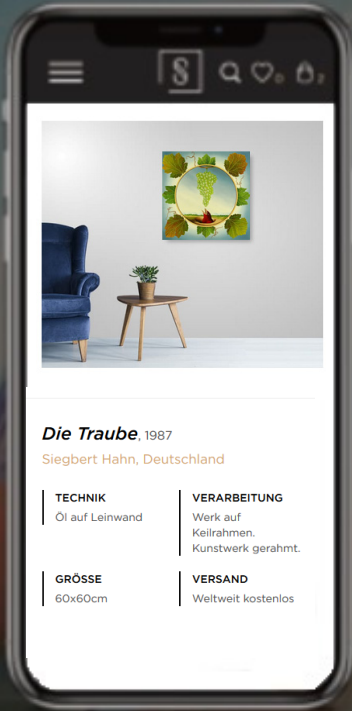 S
2
Die Traube, 1987
Siegbert Hahn, Deutschland
TECHNIK
Öl auf Leinwand
VERARBEITUNG
Werk auf
Keilrahmen.
Kunstwerk gerahmt.
GRÖSSE
60x60cm
VERSAND
Weltweit kostenlos